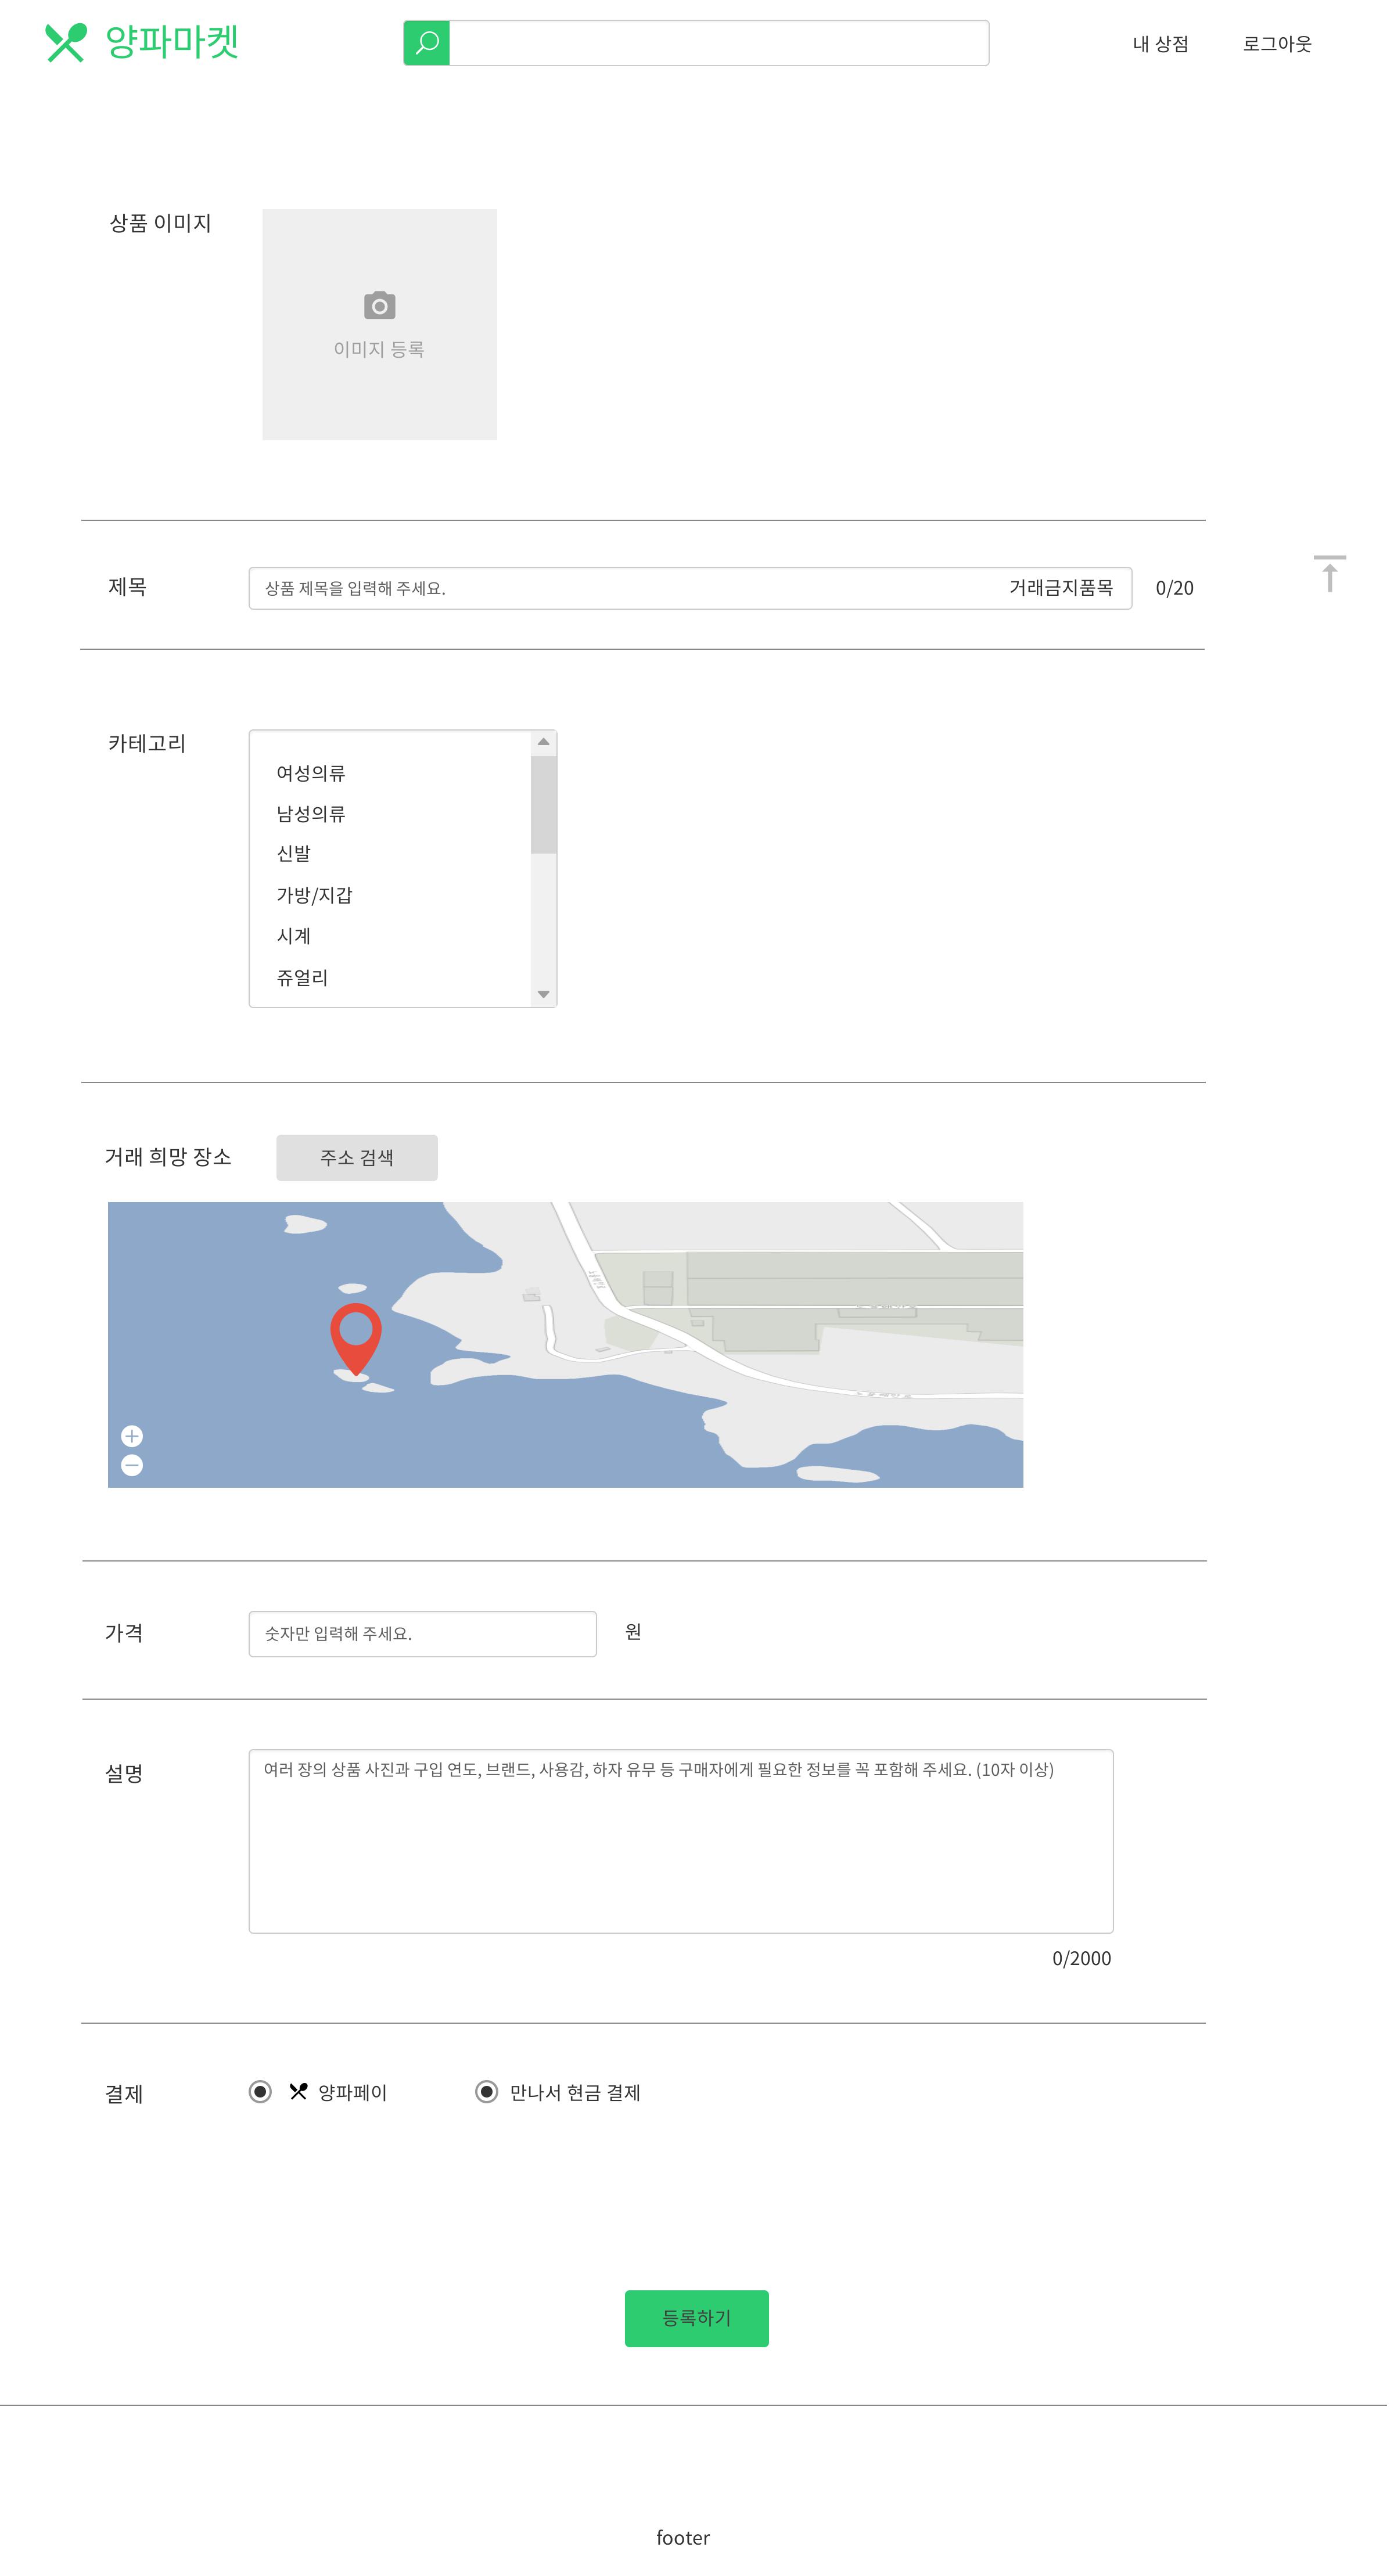 양파마켓
내 상점 로그아웃
상품 이미지
이미지 등록
제목 상품 제목을 입력해 주세요. 거래금지품목 0/20
카테고리
여성의류
남성의류
신발
가방/지갑
시계
쥬얼리
거래 희망 장소 주소 검색
가격 숫자만 입력해 주세요. 원
설명 여러 장의 상품 사진과 구입 연도, 브랜드, 사용감, 하자 유무 등 구매자에게 필요한 정보를 꼭 포함해 주세요. (10자 이상)
0/2000
결제 양파페이 만나서 현금 결제
등록하기
footer